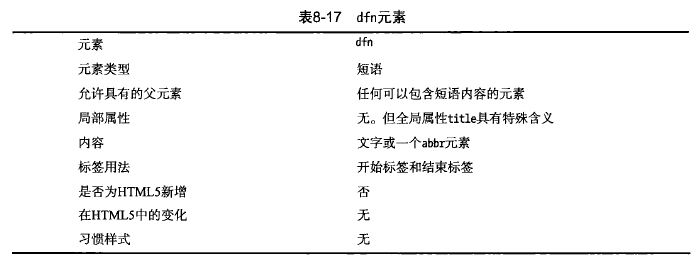 表8-17 dfn元素
元素 dfn
元素类型 短语
允许具有的父元素 任何可以包含短语内容的元素
局部属性 无。但全局属性title具有特殊含义
内容 文字或一个abbr元素
标签用法 开始标签和结束标签
是否为HTML5新增 否
在HTML5中的变化 无
习惯样式 无